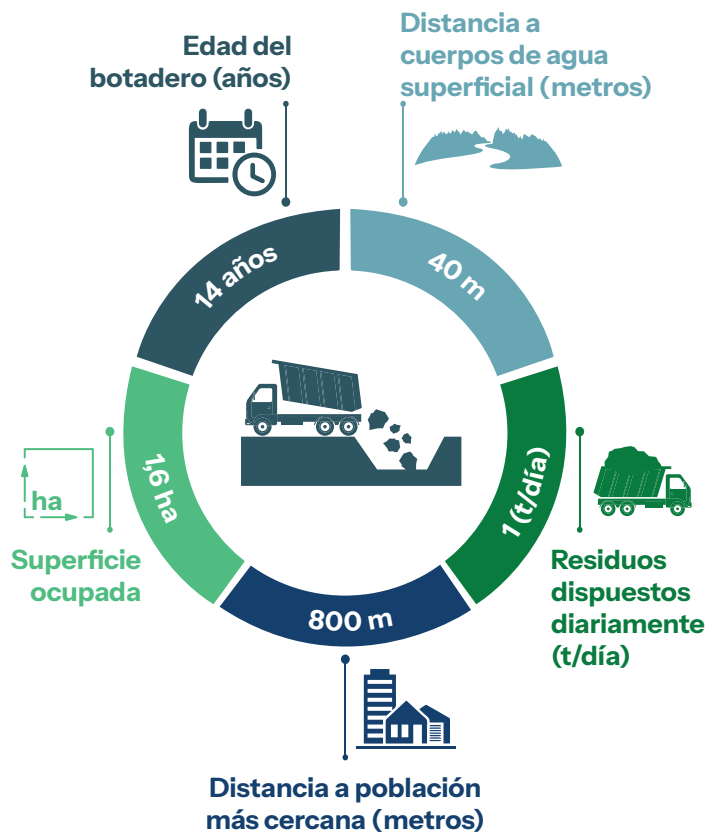 Edad del
botadero (años)
Distancia a
cuerpos de agua
superficial (metros)
14 años
40 m
1,6 ha
1 (t/día)
800 m
ha
Superficie
ocupada
Residuos
dispuestos
diariamente
(t/día)
Distancia a población
más cercana (metros)